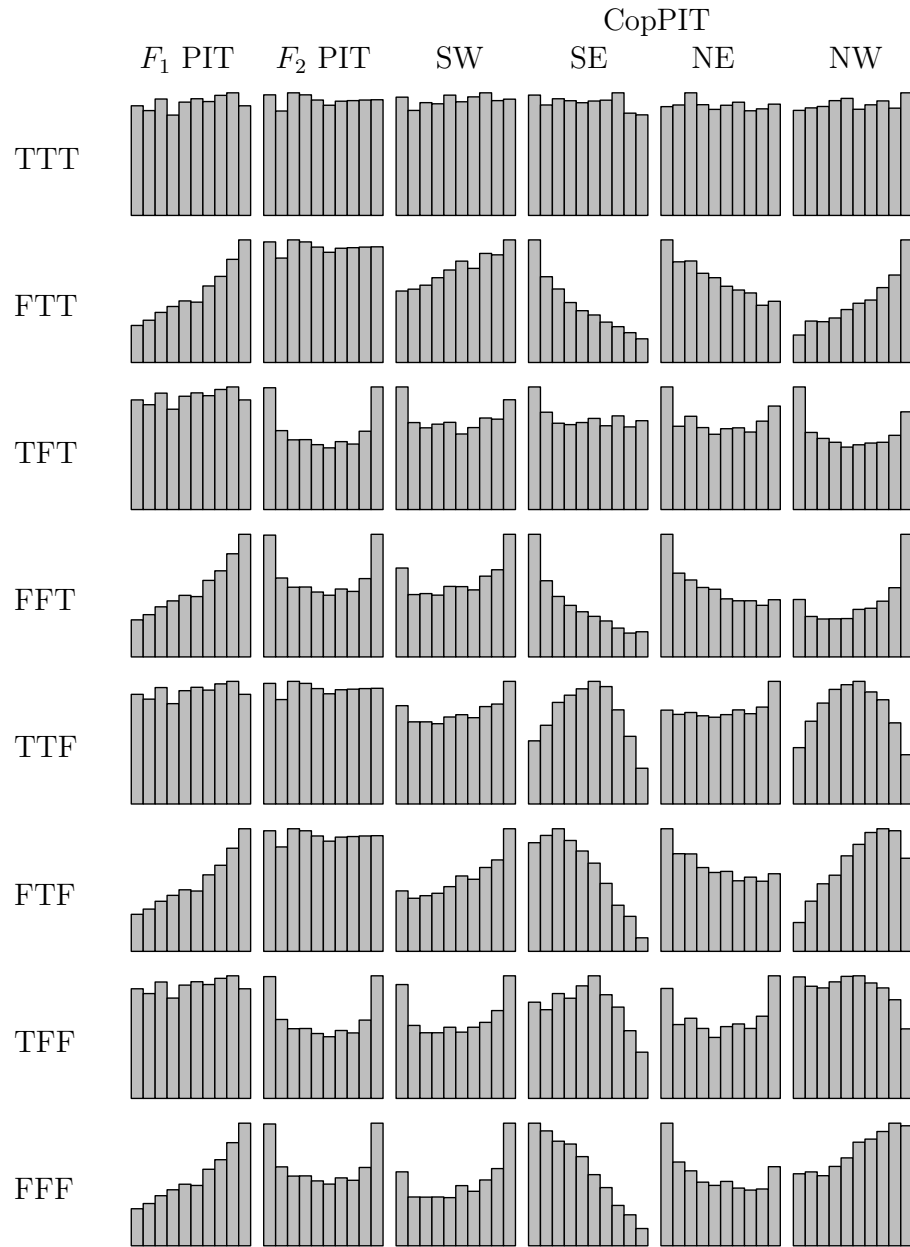 CopPIT
F₁ PIT F₂ PIT SW SE NE NW
TTT
FTT
TFT
FFT
TTF
FTF
TFF
FFF